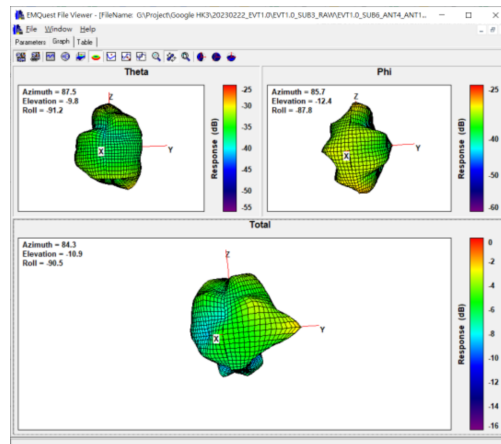 EMQuest File Viewer - [FileName: G:\Project\Google HK3\20230222_EVT1.0_SUB3_RAW\EVT1.0_SUB6_ANT4_ANT1...
File Window Help
Parameters Graph Table
Theta
Azimuth = 87.5
Elevation = -9.8
Roll = -91.2
Z
X
Y
Response (dB)
-25
-30
-35
-40
-45
-50
-55
Phi
Azimuth = 85.7
Elevation = -12.4
Roll = -87.8
Z
X
Y
Response (dB)
-25
-30
-40
-50
-60
Total
Azimuth = 84.3
Elevation = -10.9
Roll = -90.5
Z
X
Y
Response (dB)
0
-2
-4
-6
-8
-10
-12
-14
-16